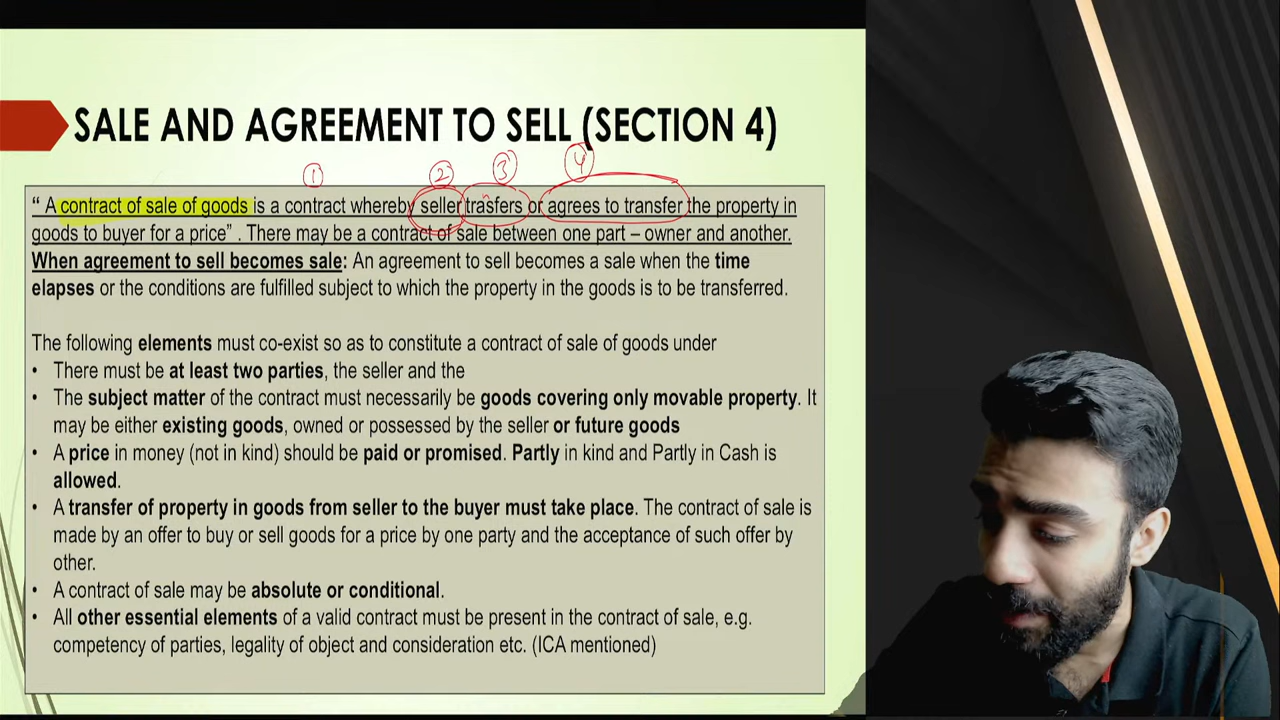 SALE AND AGREEMENT TO SELL (SECTION 4)
1 2 3 4
“ A contract of sale of goods is a contract whereby seller trasfers or agrees to transfer the property in
goods to buyer for a price” . There may be a contract of sale between one part – owner and another.
When agreement to sell becomes sale: An agreement to sell becomes a sale when the time
elapses or the conditions are fulfilled subject to which the property in the goods is to be transferred.
The following elements must co-exist so as to constitute a contract of sale of goods under
• There must be at least two parties, the seller and the
• The subject matter of the contract must necessarily be goods covering only movable property. It
may be either existing goods, owned or possessed by the seller or future goods
• A price in money (not in kind) should be paid or promised. Partly in kind and Partly in Cash is
allowed.
• A transfer of property in goods from seller to the buyer must take place. The contract of sale is
made by an offer to buy or sell goods for a price by one party and the acceptance of such offer by
other.
• A contract of sale may be absolute or conditional.
• All other essential elements of a valid contract must be present in the contract of sale, e.g.
competency of parties, legality of object and consideration etc. (ICA mentioned)